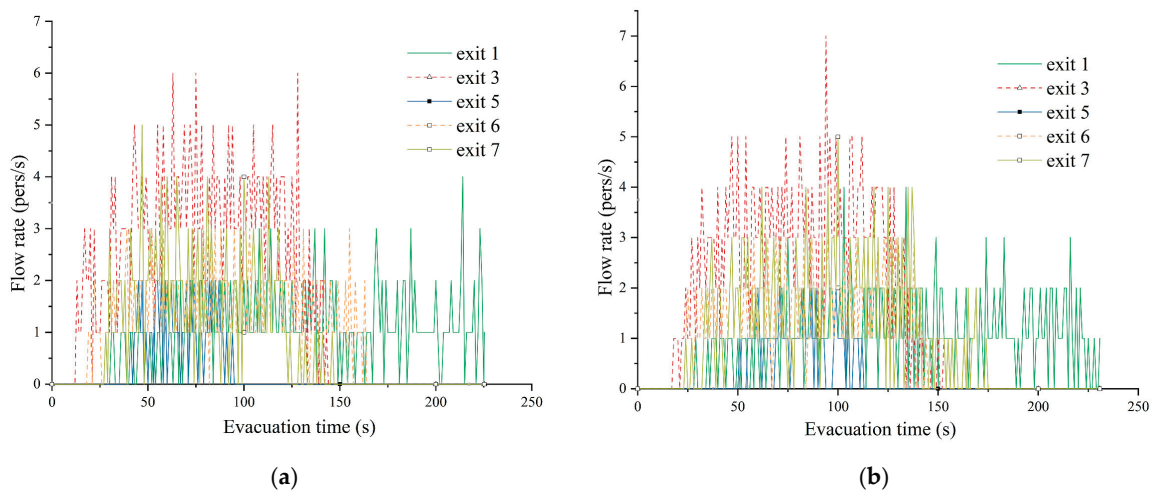 7
6
5
4
3
2
1
0
Flow rate (pers/s)
0 50 100 150 200 250
Evacuation time (s)
exit 1
exit 3
exit 5
exit 6
exit 7
(a)
7
6
5
4
3
2
1
0
Flow rate (pers/s)
0 50 100 150 200 250
Evacuation time (s)
exit 1
exit 3
exit 5
exit 6
exit 7
(b)